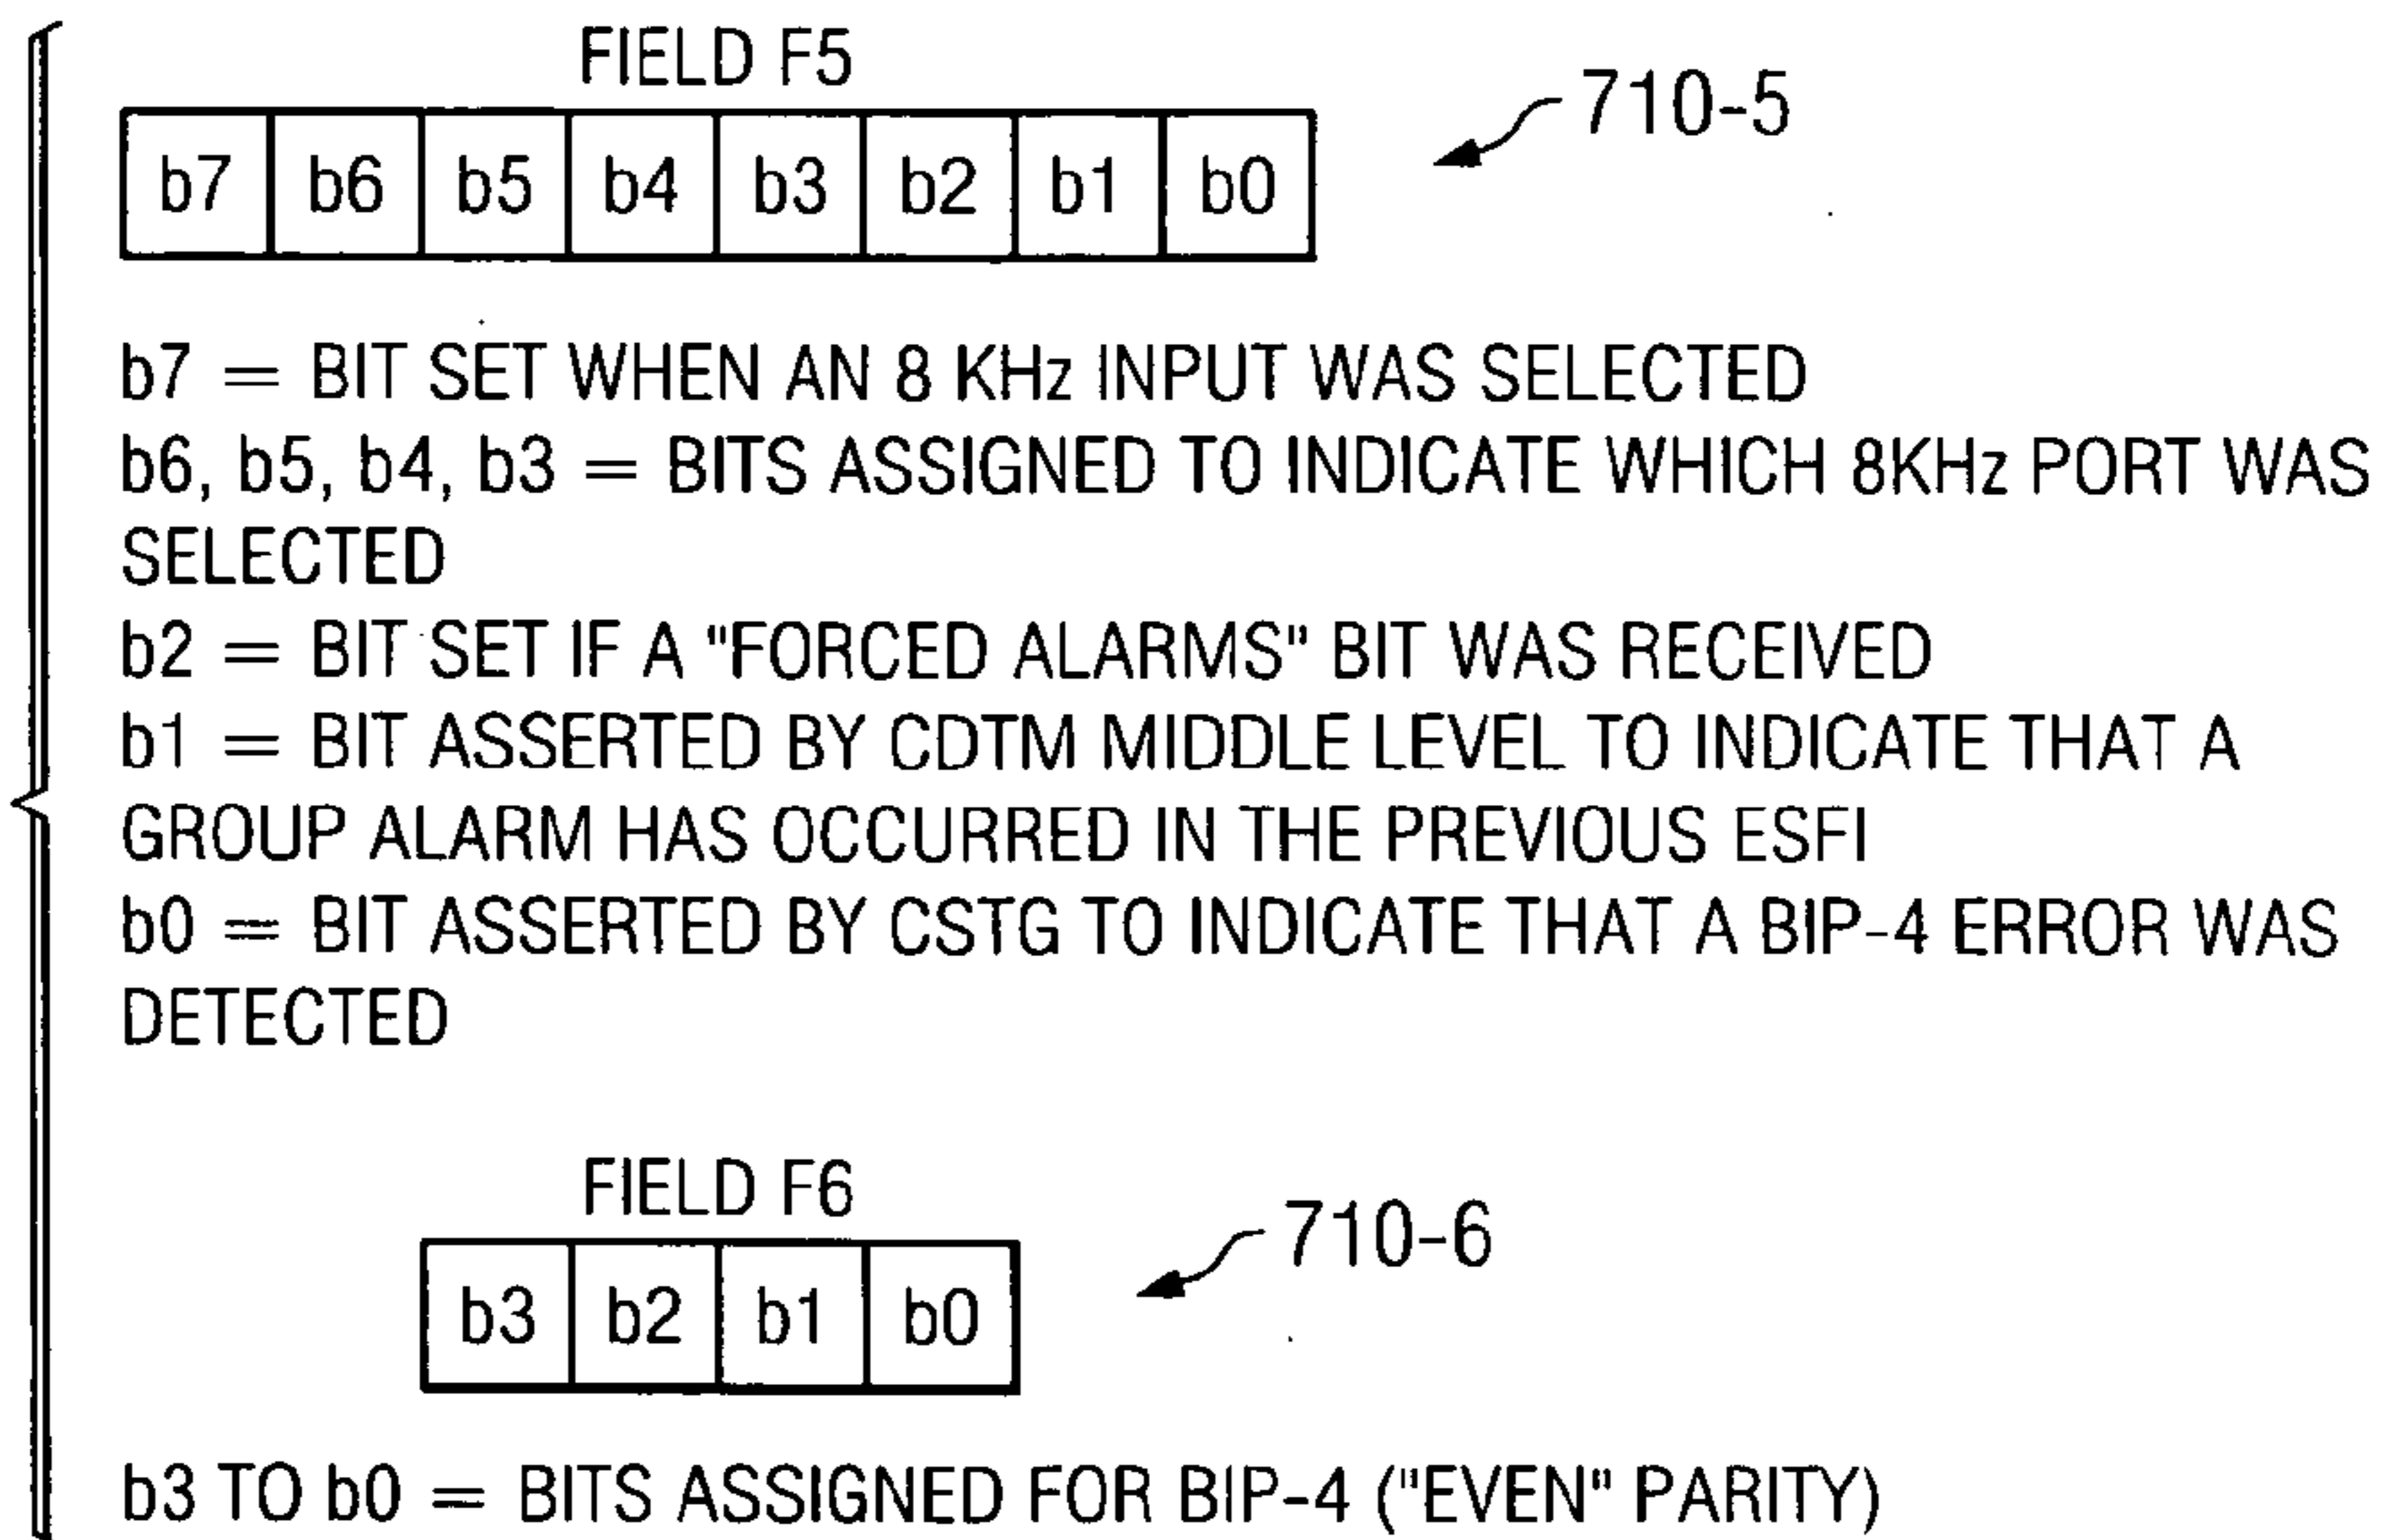 FIELD F5
710-5
b7 b6 b5 b4 b3 b2 b1 b0
b7 = BIT SET WHEN AN 8 KHz INPUT WAS SELECTED
b6, b5, b4, b3 = BITS ASSIGNED TO INDICATE WHICH 8KHz PORT WAS
SELECTED
b2 = BIT SET IF A "FORCED ALARMS" BIT WAS RECEIVED
b1 = BIT ASSERTED BY CDTM MIDDLE LEVEL TO INDICATE THAT A
GROUP ALARM HAS OCCURRED IN THE PREVIOUS ESFI
b0 = BIT ASSERTED BY CSTG TO INDICATE THAT A BIP-4 ERROR WAS
DETECTED
FIELD F6
710-6
b3 b2 b1 b0
b3 TO b0 = BITS ASSIGNED FOR BIP-4 ("EVEN" PARITY)